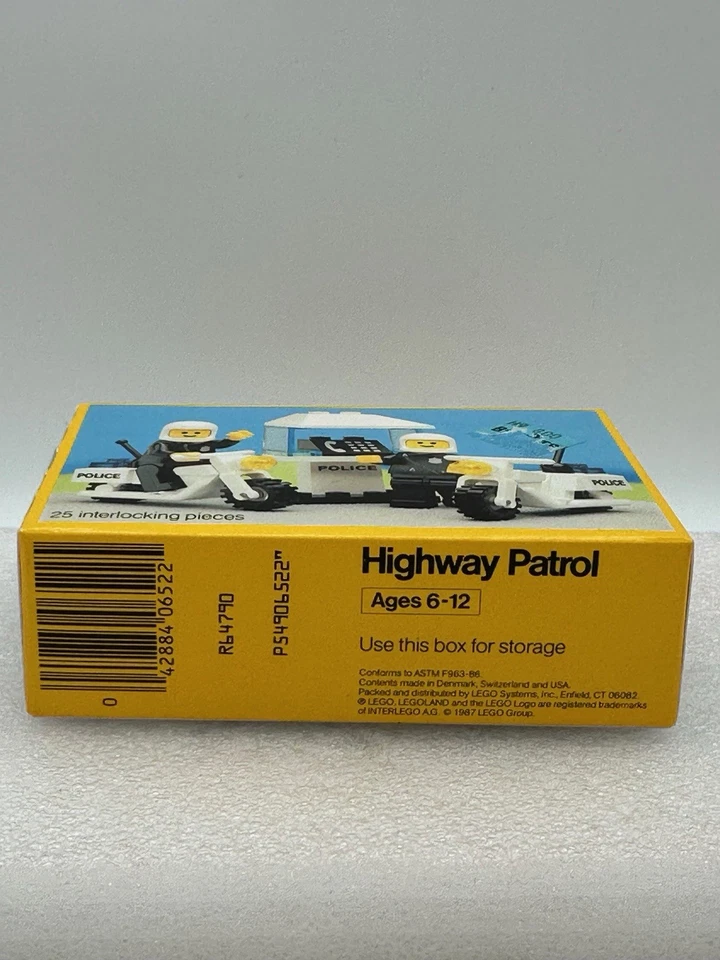 POLICE
POLICE
POLICE
25 interlocking pieces
0
42884 06522
R64790
P54906522"
Highway Patrol
Ages 6-12
Use this box for storage
Conforms to ASTM F963-86.
Contents made in Denmark, Switzerland and USA.
Packed and distributed by LEGO Systems, Inc., Enfield, CT 06082.
® LEGO, LEGOLAND and the LEGO Logo are registered trademarks
of INTERLEGO A.G. © 1987 LEGO Group.